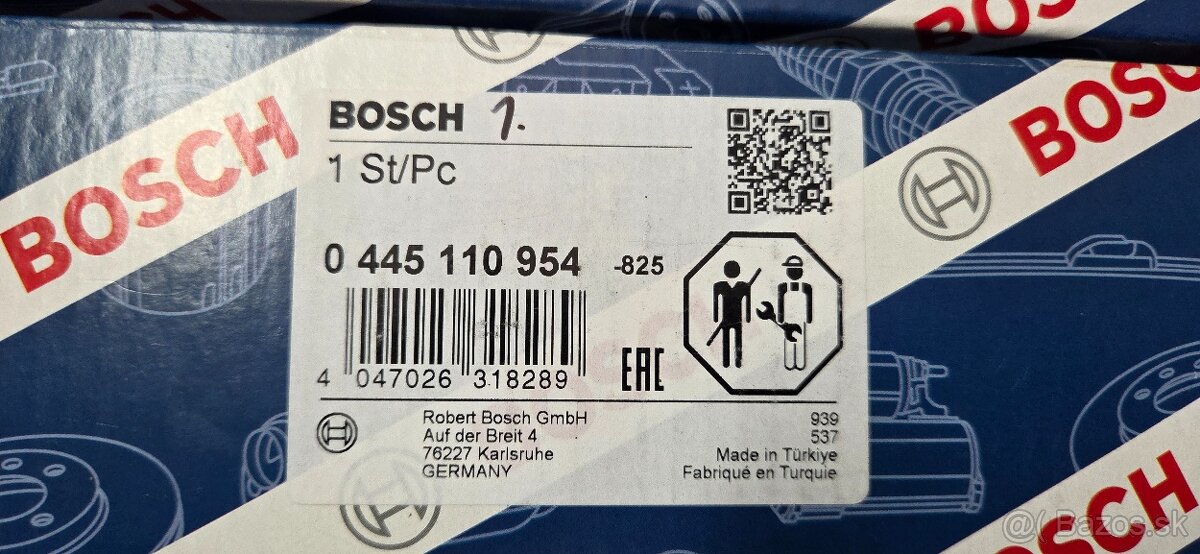 BOSCH
BOSCH
BOSCH
BOSCH 1.
1 St/Pc
0 445 110 954 -825
4 047026 318289
EAC
Robert Bosch GmbH
Auf der Breit 4
76227 Karlsruhe
GERMANY
939
537
Made in Türkiye
Fabriqué en Turquie
BOSCH
BOSCH
Bazos.sk